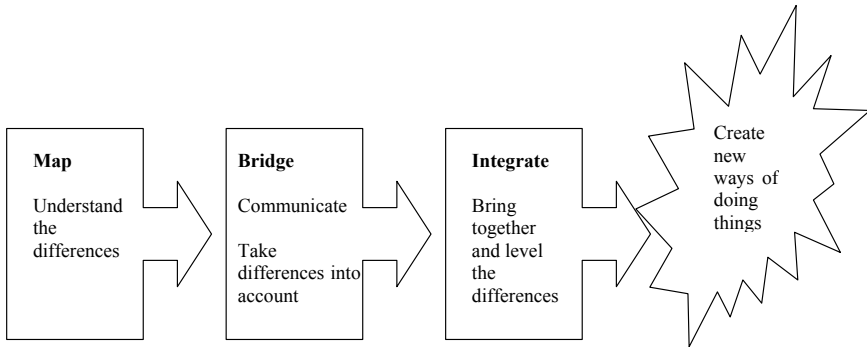 Map
Understand
the
differences
Bridge
Communicate
Take
differences into
account
Integrate
Bring
together
and level
the
differences
Create
new
ways of
doing
things